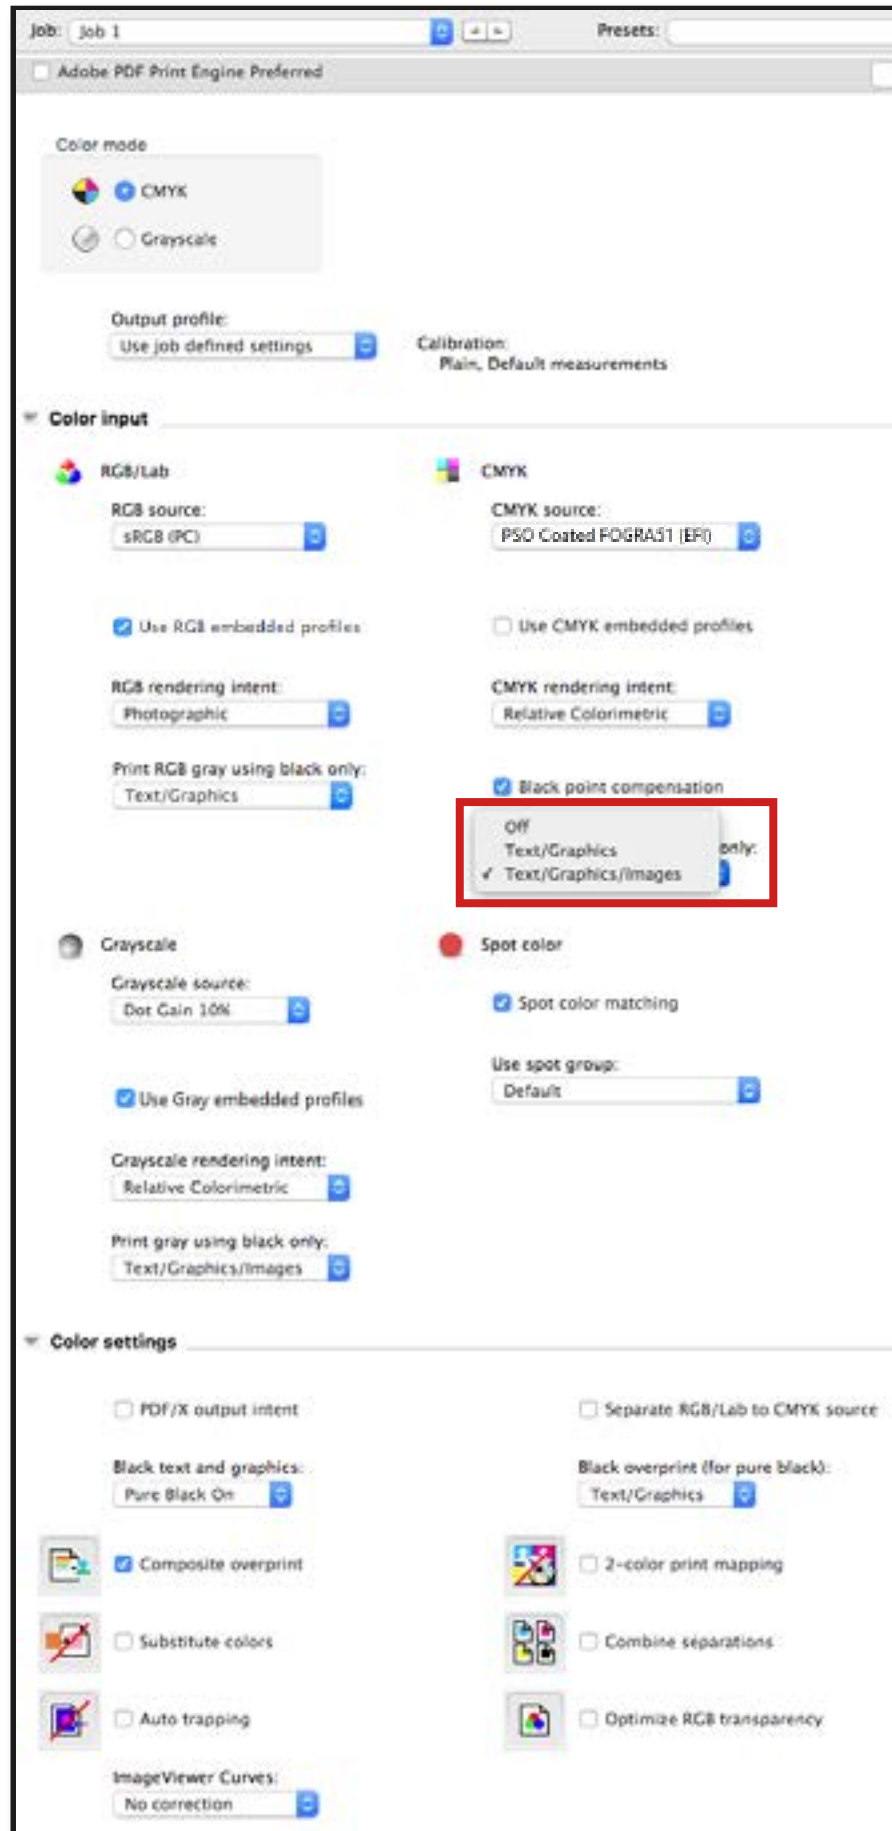 Job: Job 1 Presets:
Adobe PDF Print Engine Preferred
Color mode
CMYK
Grayscale
Output profile:
Use job defined settings
Calibration:
Plain, Default measurements
Color input
RGB/Lab
RGB source:
sRGB (PC)
Use RGB embedded profiles
RGB rendering intent:
Photographic
Print RGB gray using black only:
Text/Graphics
CMYK
CMYK source:
PSO Coated FOGRA51 (EFI)
Use CMYK embedded profiles
CMYK rendering intent:
Relative Colorimetric
Black point compensation
Off
Text/Graphics
only:
✓ Text/Graphics/Images
Grayscale
Grayscale source:
Dot Gain 10%
Use Gray embedded profiles
Grayscale rendering intent:
Relative Colorimetric
Print gray using black only:
Text/Graphics/Images
Spot color
Spot color matching
Use spot group:
Default
Color settings
PDF/X output intent
Separate RGB/Lab to CMYK source
Black text and graphics:
Pure Black On
Black overprint (for pure black):
Text/Graphics
Composite overprint
2-color print mapping
Substitute colors
Combine separations
Auto trapping
Optimize RGB transparency
ImageViewer Curves:
No correction